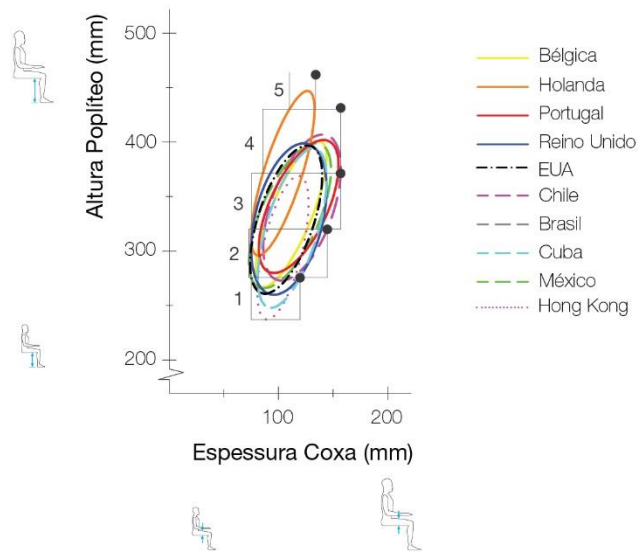 Altura Poplíteo (mm)
500
400
300
200
5
4
3
2
1
100
200
Espessura Coxa (mm)
Bélgica
Holanda
Portugal
Reino Unido
EUA
Chile
Brasil
Cuba
México
Hong Kong